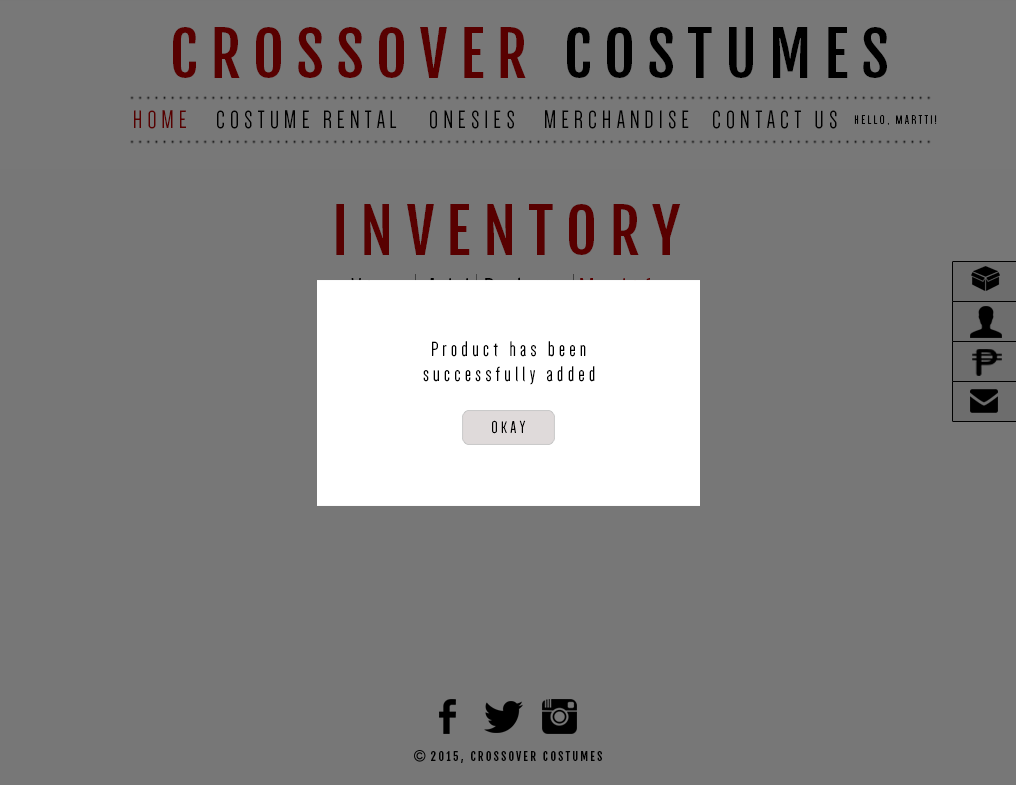 CROSSOVER COSTUMES
HOME COSTUME RENTAL ONESIES MERCHANDISE CONTACT US HELLO, MARTTI!
INVENTORY
Product has been
successfully added
OKAY
© 2015, CROSSOVER COSTUMES